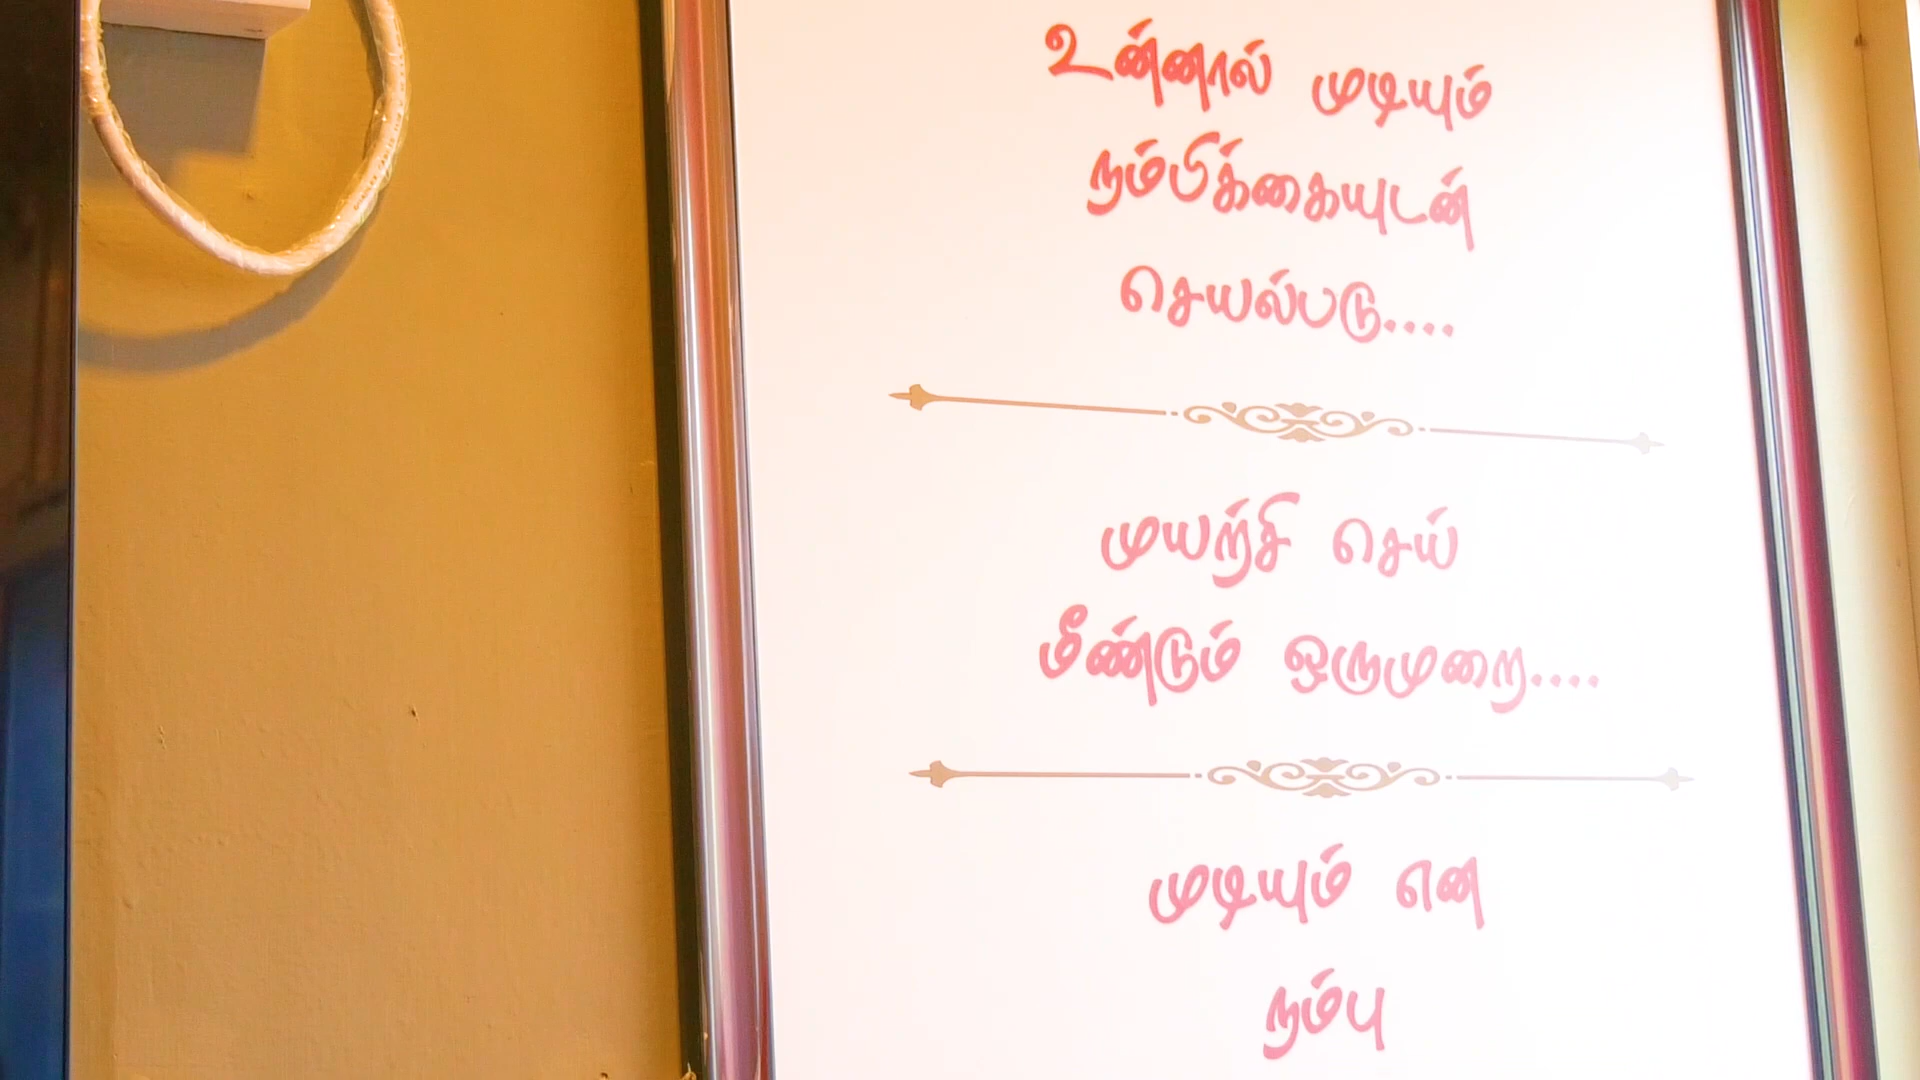 உன்னால் முடியும்
நம்பிக்கையுடன்
செயல்படு....
முயற்சி செய்
மீண்டும் ஒருமுறை....
முடியும் என
நம்பு